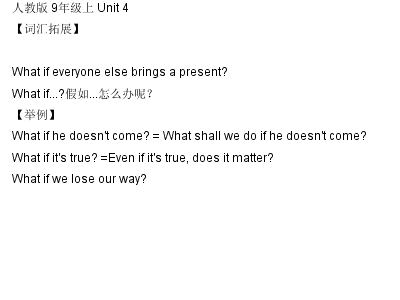 人教版 9年级上 Unit 4
【词汇拓展】
What if everyone else brings a present?
What if...?假如...怎么办呢？
【举例】
What if he doesn't come? = What shall we do if he doesn't come?
What if it's true? =Even if it's true, does it matter?
What if we lose our way?